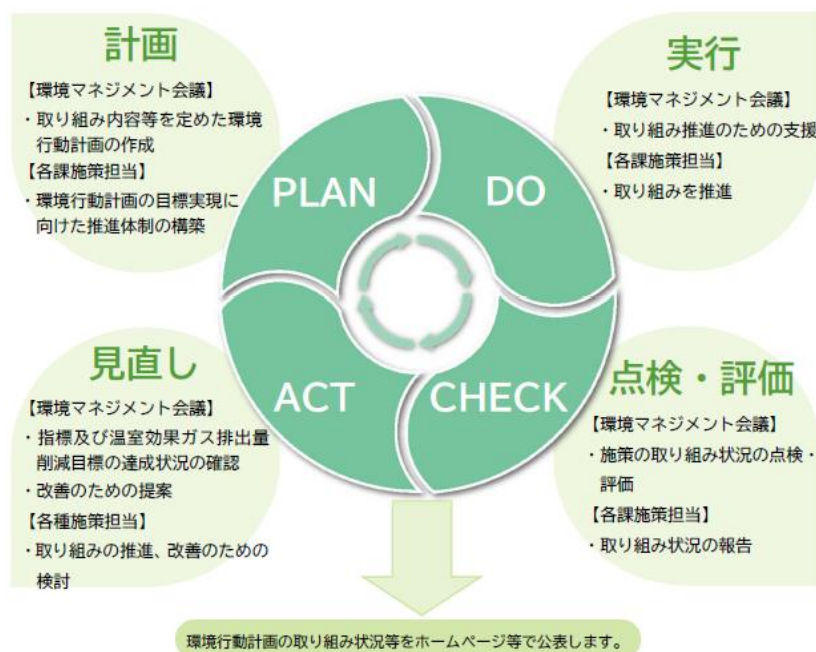 計画
【環境マネジメント会議】
・取り組み内容等を定めた環境
行動計画の作成
【各課施策担当】
・環境行動計画の目標実現に
向けた推進体制の構築
実行
【環境マネジメント会議】
・取り組み推進のための支援
【各課施策担当】
・取り組みを推進
PLAN
DO
ACT
CHECK
見直し
【環境マネジメント会議】
・指標及び温室効果ガス排出量
削減目標の達成状況の確認
・改善のための提案
【各種施策担当】
・取り組みの推進、改善のための
検討
点検・評価
【環境マネジメント会議】
・施策の取り組み状況の点検・
評価
【各課施策担当】
・取り組み状況の報告
環境行動計画の取り組み状況等をホームページ等で公表します。